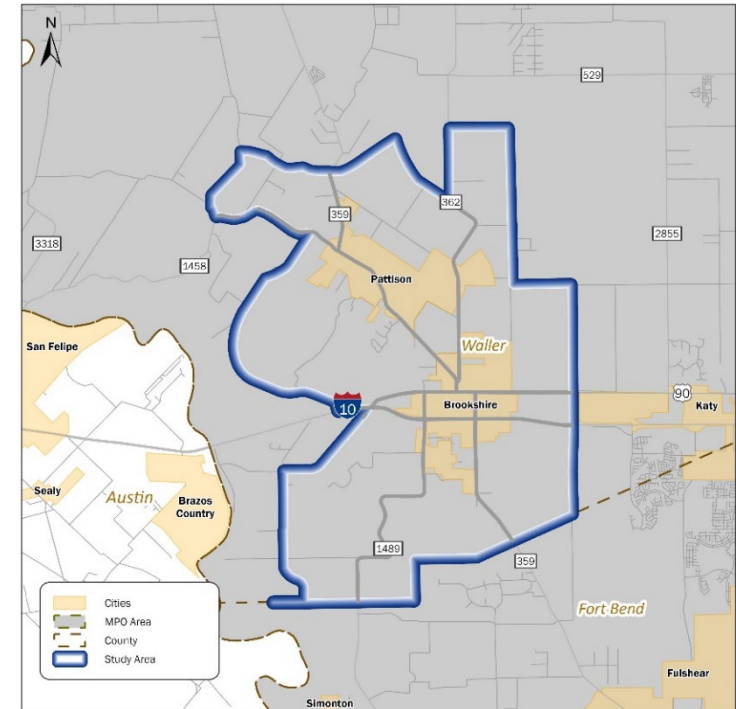 N
529
362
359
3318
2855
1458
Pattison
San Felipe
Waller
90
10
Brookshire
Katy
Sealy
Austin
Brazos
Country
1489
359
Cities
MPO Area
County
Study Area
Fort Bend
Fulshear
Simonton